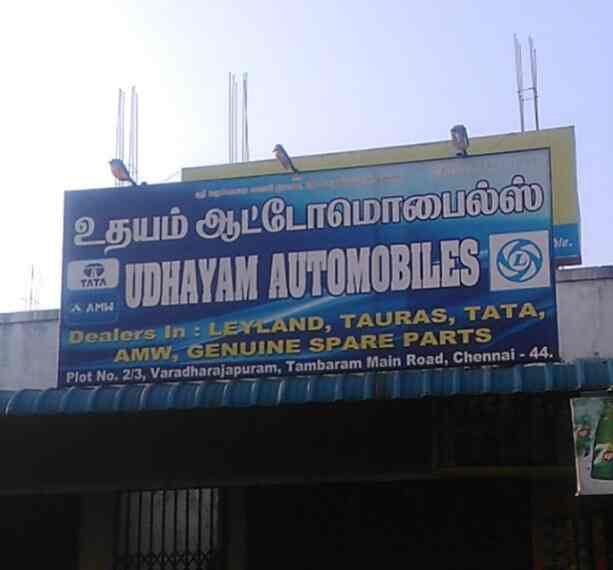 உதயம் ஆட்டோமொபைல்ஸ்
TATA
AMW
UDHAYAM AUTOMOBILES
L
Dealers In : LEYLAND, TAURAS, TATA,
AMW, GENUINE SPARE PARTS
Plot No. 2/3, Varadharajapuram, Tambaram Main Road, Chennai - 44.